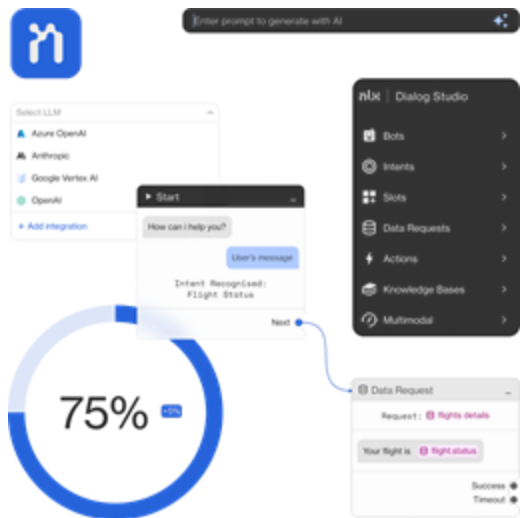 Enter prompt to generate with AI
Select LLM
Azure OpenAI
Anthropic
Google Vertex AI
OpenAI
+ Add integration
nlx | Dialog Studio
Bots
Intents
Slots
Data Requests
Actions
Knowledge Bases
Multimodal
Start
How can i help you?
User's message
Intent Recognised:
Flight Status
Next
75%
+5%
Data Request
Request: flights details
Your flight is flight.status
Success
Timeout